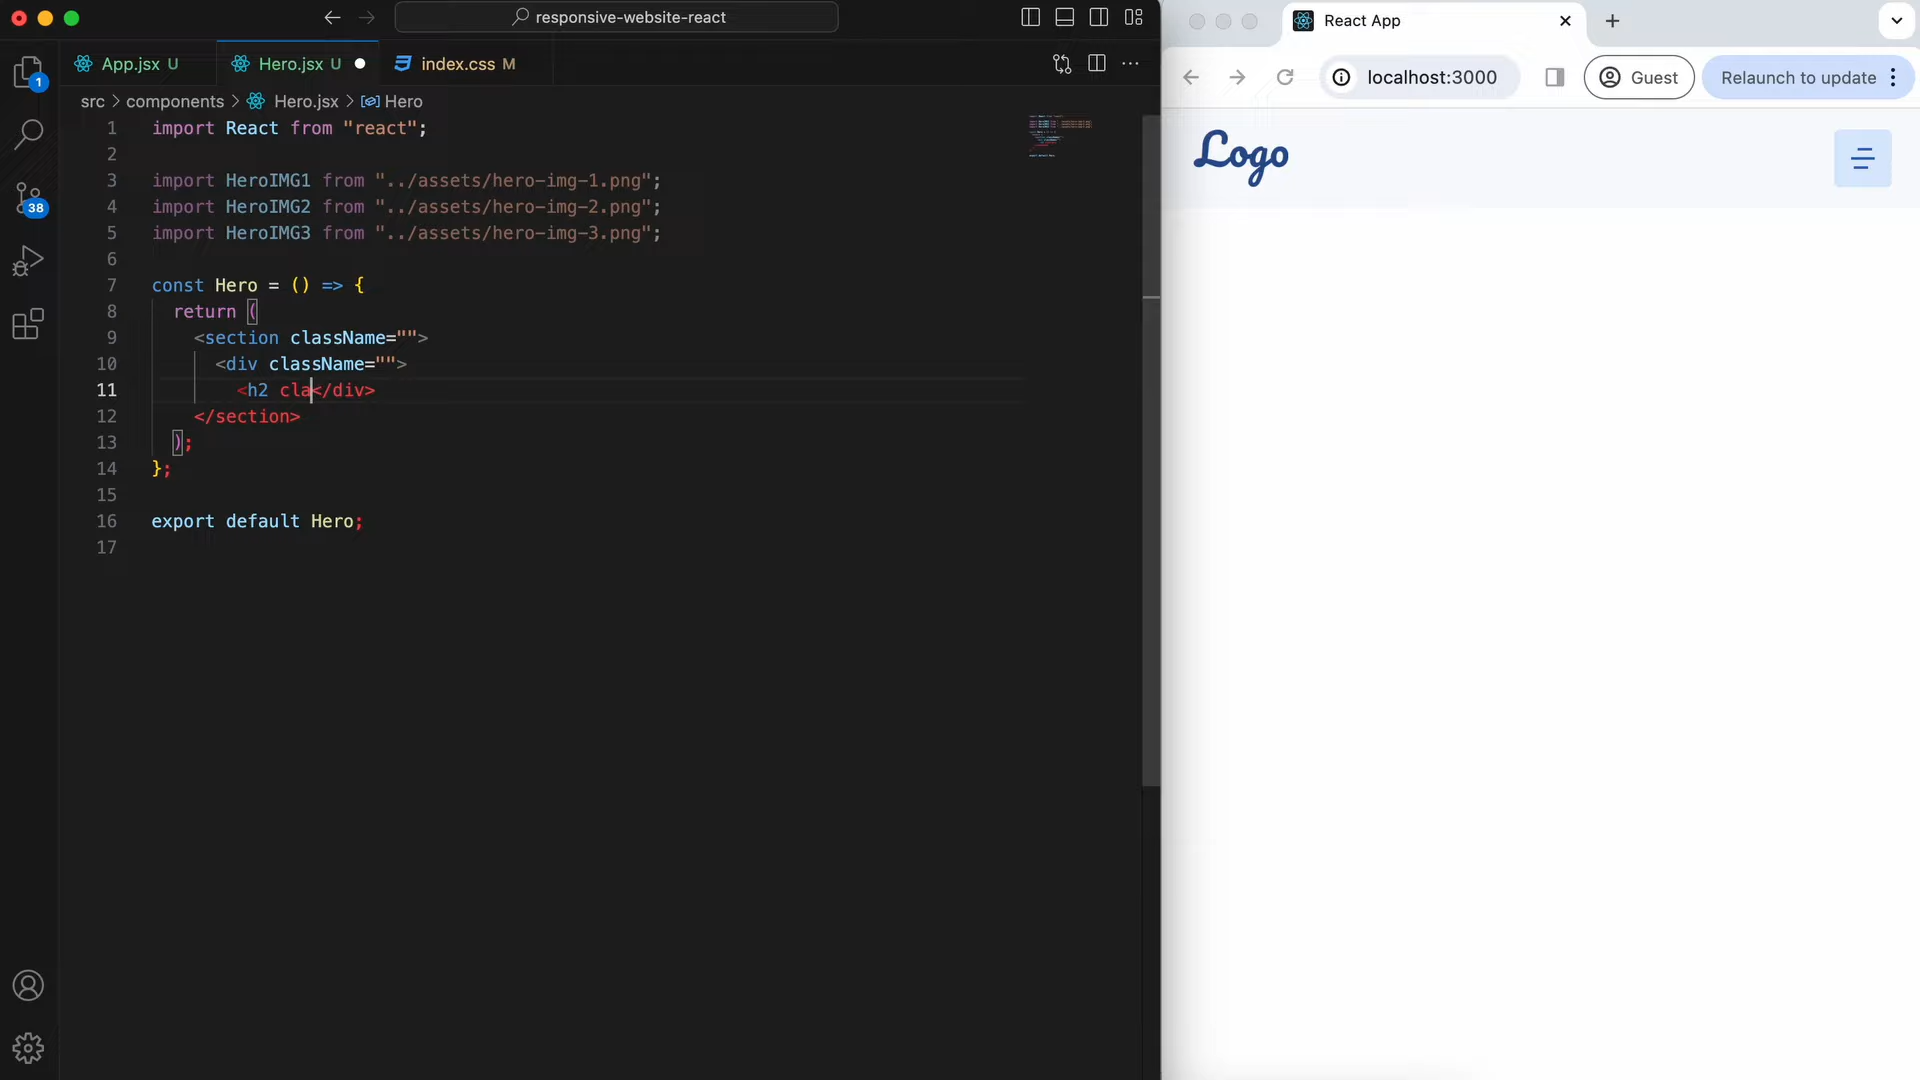 responsive-website-react
App.jsx U
Hero.jsx U
index.css M
src > components > Hero.jsx > Hero
1 import React from "react";
2
3 import HeroIMG1 from "../assets/hero-img-1.png";
4 import HeroIMG2 from "../assets/hero-img-2.png";
5 import HeroIMG3 from "../assets/hero-img-3.png";
6
7 const Hero = () => {
8 return (
9 <section className="">
10 <div className="">
11 <h2 cla</div>
12 </section>
13 );
14 };
15
16 export default Hero;
17
1
38
React App
localhost:3000
Guest
Relaunch to update
Logo